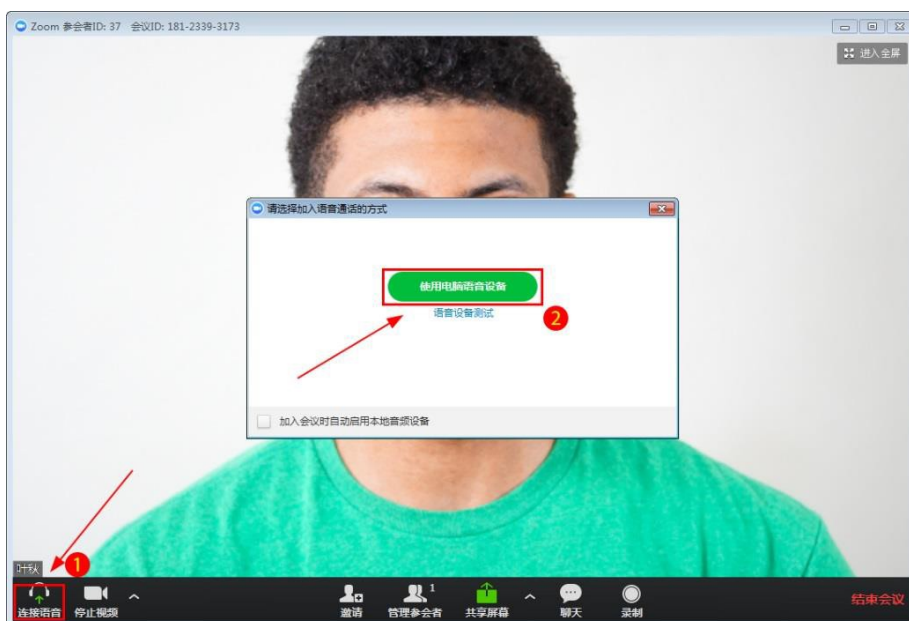 Zoom 参会者ID: 37 会议ID: 181-2339-3173
进入全屏
请选择加入语音通话的方式
使用电脑语音设备
语音设备测试
2
加入会议时自动启用本地音频设备
叶秋
1
连接语音
停止视频
邀请
管理参会者 1
共享屏幕
聊天
录制
结束会议